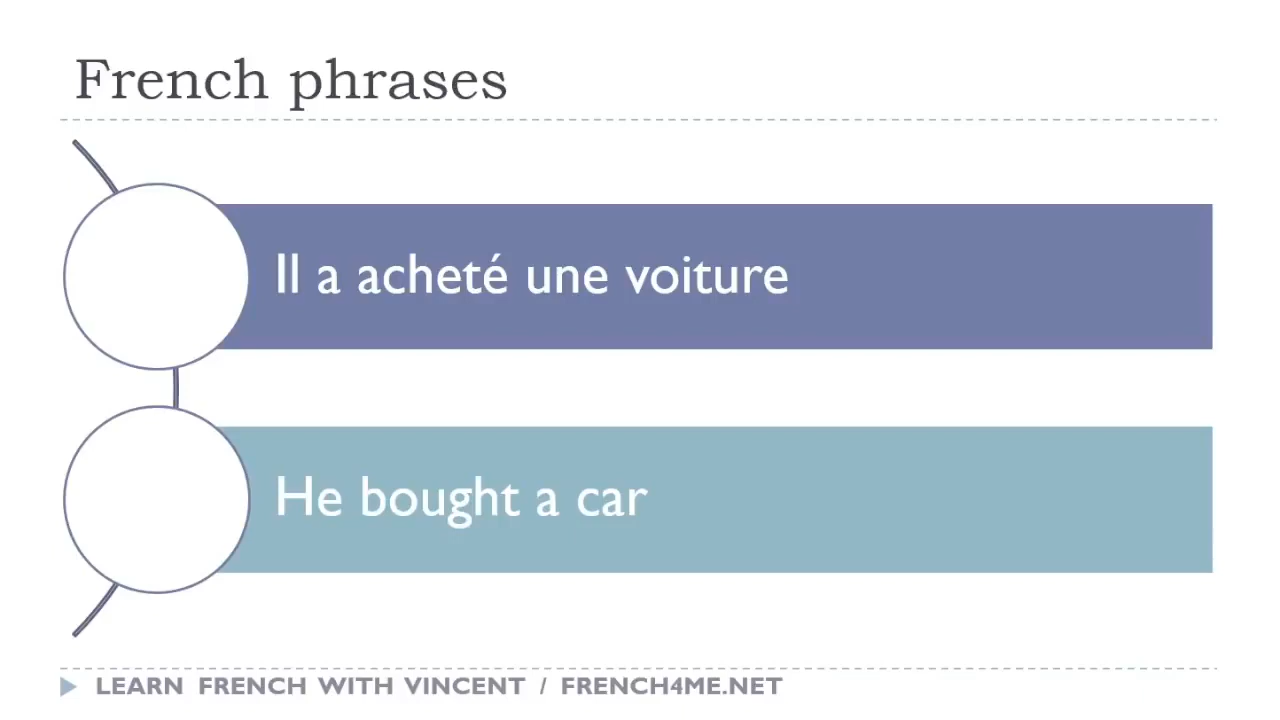 French phrases
Il a acheté une voiture
He bought a car
LEARN FRENCH WITH VINCENT / FRENCH4ME.NET